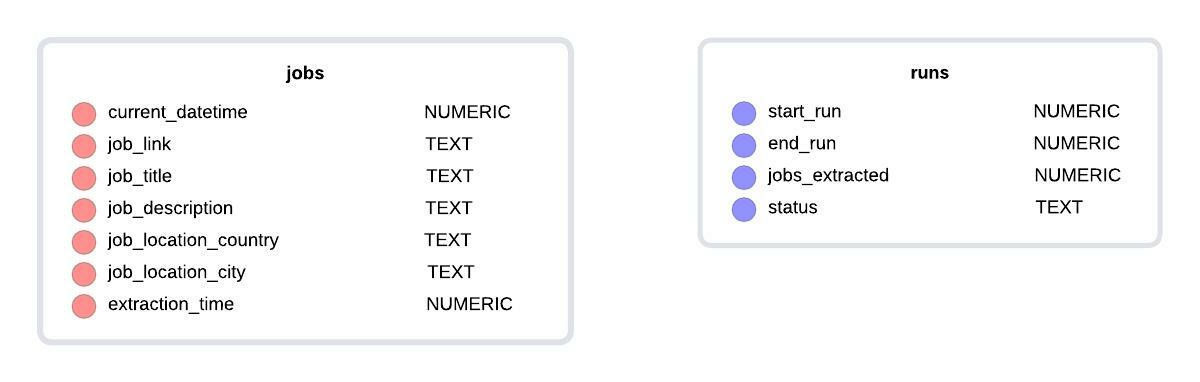 jobs
current_datetime NUMERIC
job_link TEXT
job_title TEXT
job_description TEXT
job_location_country TEXT
job_location_city TEXT
extraction_time NUMERIC
runs
start_run NUMERIC
end_run NUMERIC
jobs_extracted NUMERIC
status TEXT